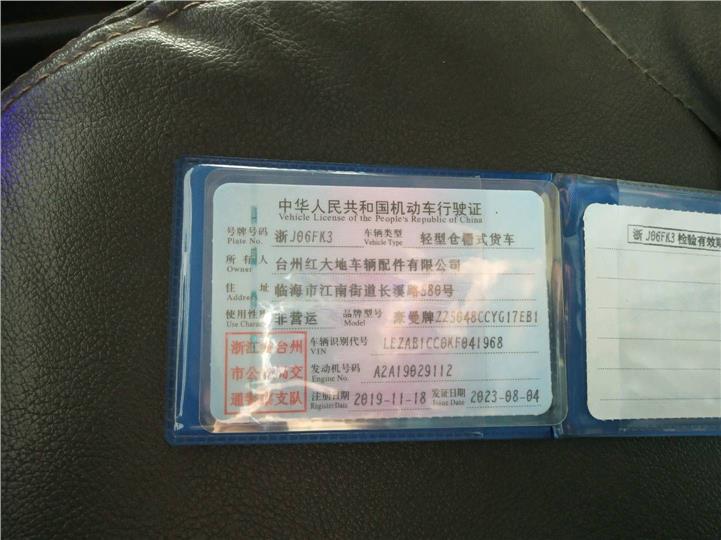 中华人民共和国机动车行驶证
Vehicle License of the People's Republic of China
号牌号码 浙J06FK3 车辆类型 轻型仓栅式货车
Plate No. Vehicle Type
所有人 台州红大地车辆配件有限公司
Owner
住址 临海市江南街道长溪路380号
Address
使用性质 非营运 品牌型号 豪曼牌ZZ5048CCYG17EB1
Use Character Model
浙江省台州市公安局交通警察支队
车辆识别代号 LEZAB1CC0KF041968
VIN
发动机号码 A2A19029112
Engine No.
注册日期 2019-11-18 发证日期 2023-08-04
Register Date Issue Date
浙J06FK3 检验有效期